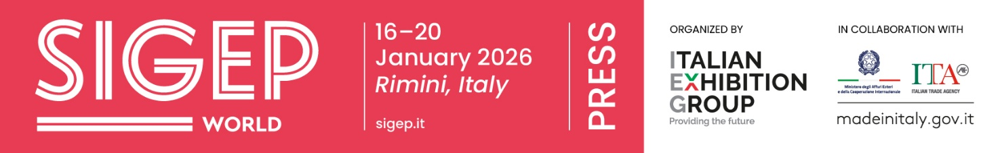 SIGEP
WORLD
16–20
January 2026
Rimini, Italy
sigep.it
PRESS
ORGANIZED BY
ITALIAN
EXHIBITION
GROUP
Providing the future
IN COLLABORATION WITH
Ministero degli Affari Esteri
e della Cooperazione Internazionale
ITA
ITALIAN TRADE AGENCY
madeinitaly.gov.it